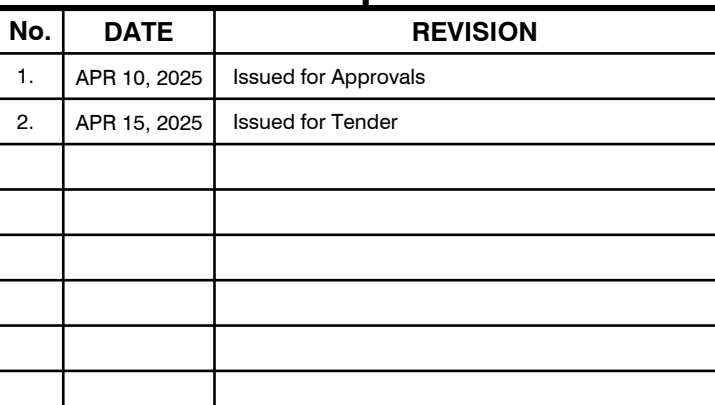 No. DATE REVISION
1. APR 10, 2025 Issued for Approvals
2. APR 15, 2025 Issued for Tender